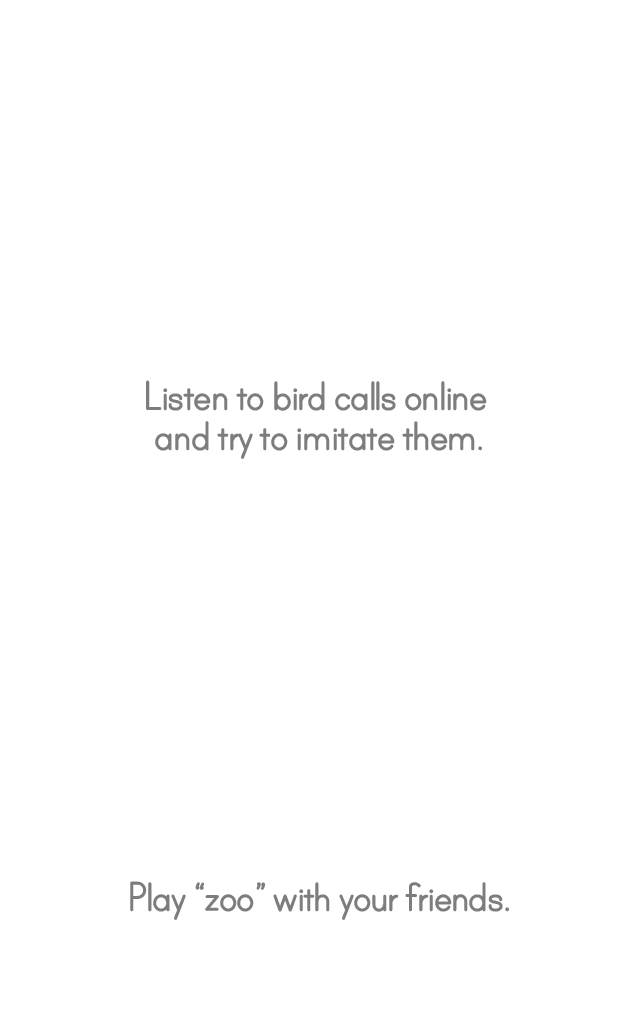 Listen to bird calls online
and try to imitate them.
Play “zoo” with your friends.